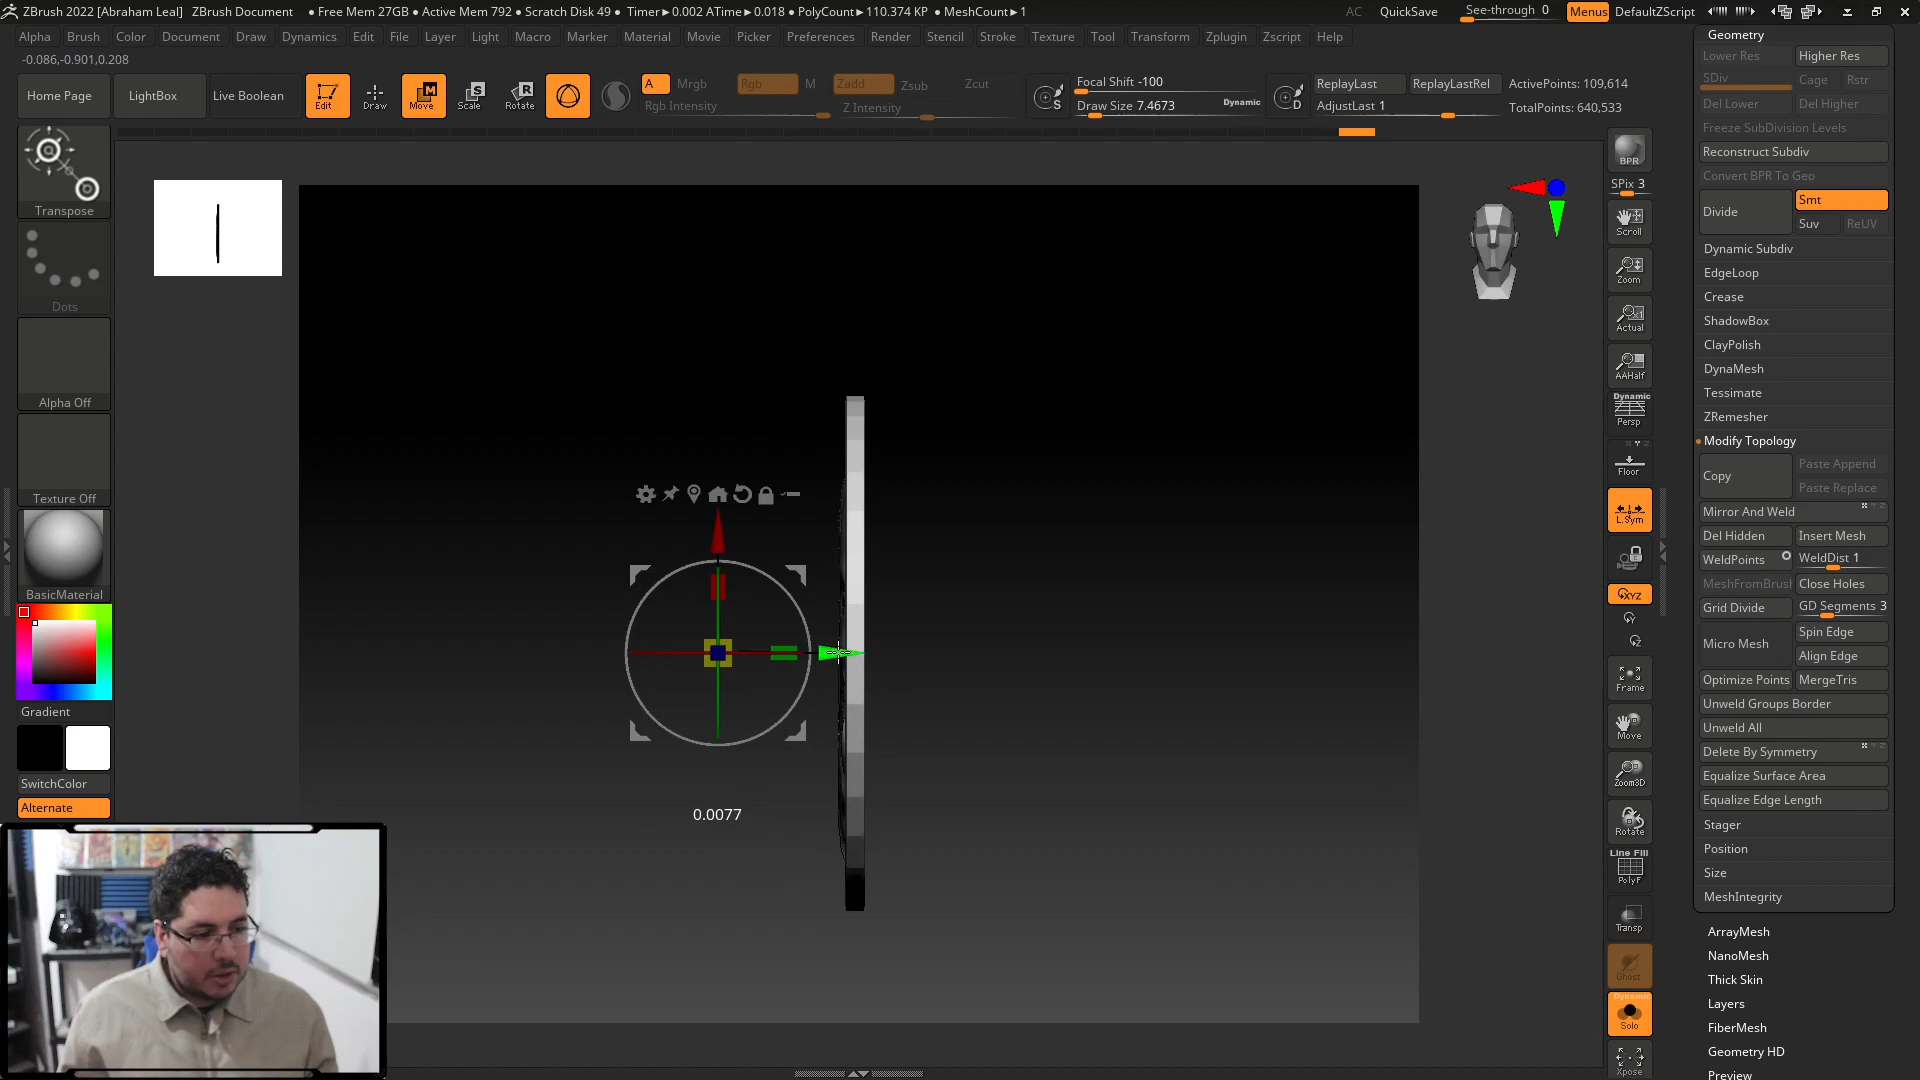 ZBrush 2022 [Abraham Leal] ZBrush Document ● Free Mem 27GB ● Active Mem 792 ● Scratch Disk 49 ● Timer►0.002 ATime►0.018 ● PolyCount►110.374 KP ● MeshCount►1 AC QuickSave See-through 0 Menus DefaultZScript
Alpha Brush Color Document Draw Dynamics Edit File Layer Light Macro Marker Material Movie Picker Preferences Render Stencil Stroke Texture Tool Transform Zplugin Zscript Help
-0.086,-0.901,0.208
Home Page LightBox Live Boolean Edit Draw Move Scale Rotate
A Mrgb Rgb M Zadd Zsub Zcut
Rgb Intensity Z Intensity
Focal Shift -100
Draw Size 7.4673 Dynamic
ReplayLast ReplayLastRel ActivePoints: 109,614
AdjustLast 1 TotalPoints: 640,533
Transpose
Dots
Alpha Off
Texture Off
BasicMaterial
Gradient
SwitchColor
Alternate
0.0077
BPR
SPix 3
Scroll
Zoom
Actual
AAHalf
Dynamic
Persp
Floor
L.Sym
XYZ
Frame
Move
Zoom3D
Rotate
Line Fill
PolyF
Transp
Ghost
Dynamic
Solo
Xpose
Geometry
Lower Res Higher Res
SDiv Cage Rstr
Del Lower Del Higher
Freeze SubDivision Levels
Reconstruct Subdiv
Convert BPR To Geo
Divide Smt
Suv ReUV
Dynamic Subdiv
EdgeLoop
Crease
ShadowBox
ClayPolish
DynaMesh
Tessimate
ZRemesher
Modify Topology
Copy Paste Append
Paste Replace
Mirror And Weld
Del Hidden Insert Mesh
WeldPoints WeldDist 1
MeshFromBrush Close Holes
Grid Divide GD Segments 3
Micro Mesh Spin Edge
Align Edge
Optimize Points MergeTris
Unweld Groups Border
Unweld All
Delete By Symmetry
Equalize Surface Area
Equalize Edge Length
Stager
Position
Size
MeshIntegrity
ArrayMesh
NanoMesh
Thick Skin
Layers
FiberMesh
Geometry HD
Preview